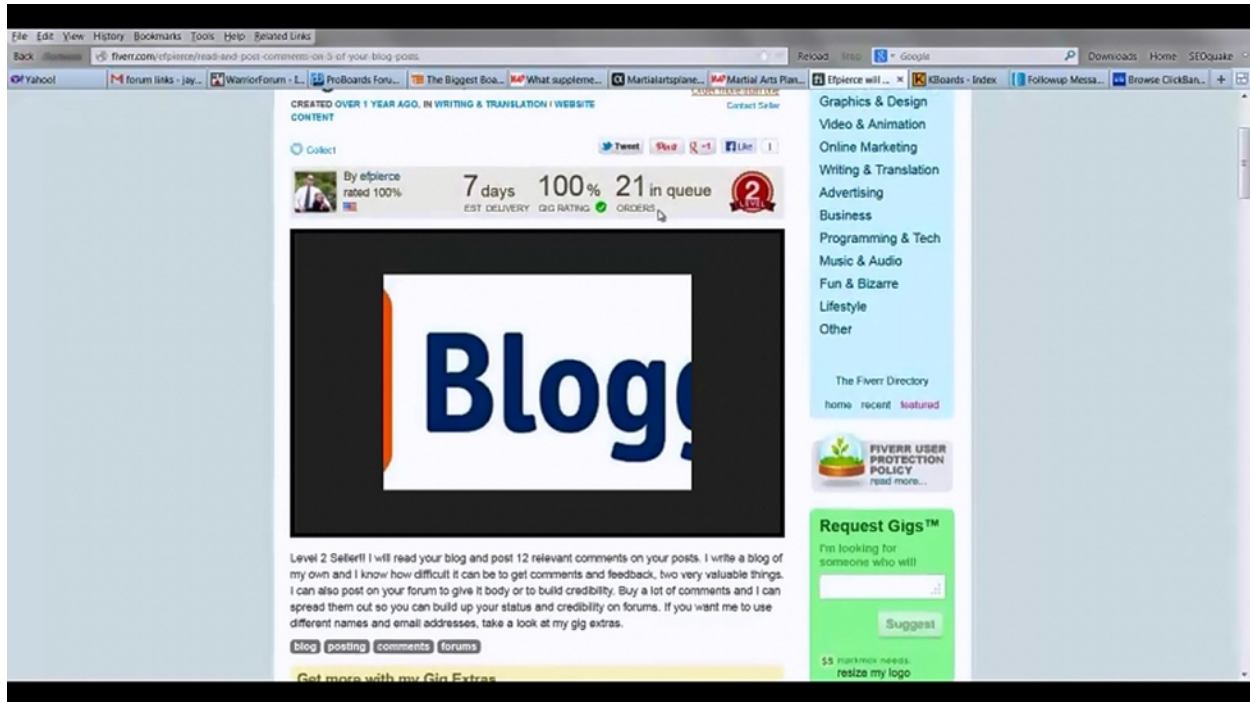 File Edit View History Bookmarks Tools Help Related Links
Back fiverr.com/efpierce/read-and-post-comments-on-5-of-your-blog-posts Reload Stop Google Downloads Home SEOquake
Yahoo! forum links - jay... WarriorForum - I... ProBoards Foru... The Biggest Boa... What suppleme... Martialartsplane... Martial Arts Plan... Efpierce will ... KBoards - Index Followup Messa... Browse ClickBan...
Order more than one
CREATED OVER 1 YEAR AGO, IN WRITING & TRANSLATION / WEBSITE
CONTENT
Contact Seller
Collect
Tweet Pin it +1 Like 1
By efpierce
rated 100%
7 days
EST DELIVERY
100%
GIG RATING
21 in queue
ORDERS
2
LEVEL
Blogg
Level 2 Seller!! I will read your blog and post 12 relevant comments on your posts. I write a blog of
my own and I know how difficult it can be to get comments and feedback, two very valuable things.
I can also post on your forum to give it body or to build credibility. Buy a lot of comments and I can
spread them out so you can build up your status and credibility on forums. If you want me to use
different names and email addresses, take a look at my gig extras.
blog posting comments forums
Get more with my Gig Extras
Graphics & Design
Video & Animation
Online Marketing
Writing & Translation
Advertising
Business
Programming & Tech
Music & Audio
Fun & Bizarre
Lifestyle
Other
The Fiverr Directory
home recent featured
FIVERR USER
PROTECTION
POLICY
read more...
Request Gigs™
I'm looking for
someone who will
Suggest
$5 markmok needs
resize my logo